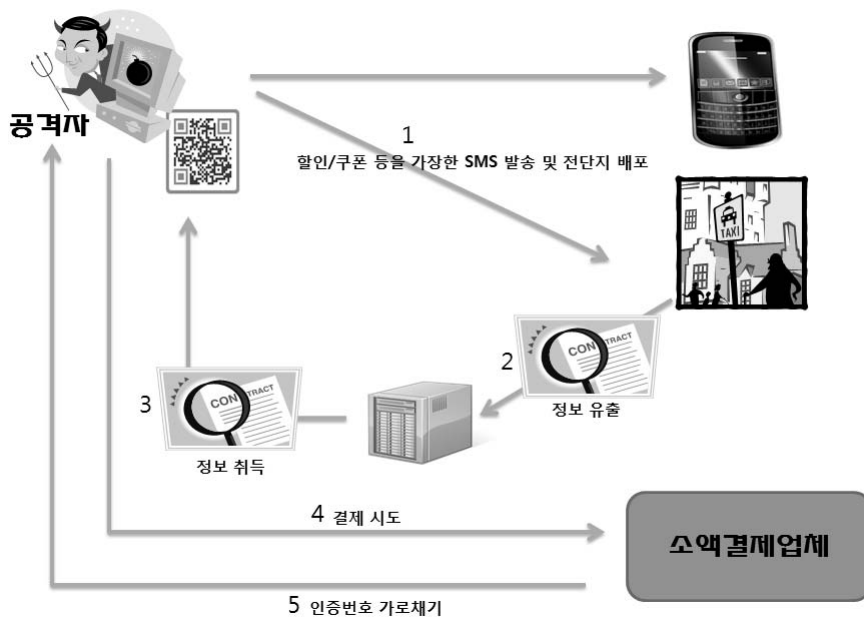 공격자
1
할인/쿠폰 등을 가장한 SMS 발송 및 전단지 배포
TAXI
2
CONTRACT
정보 유출
3
CONTRACT
정보 취득
4 결제 시도
소액결제업체
5 인증번호 가로채기